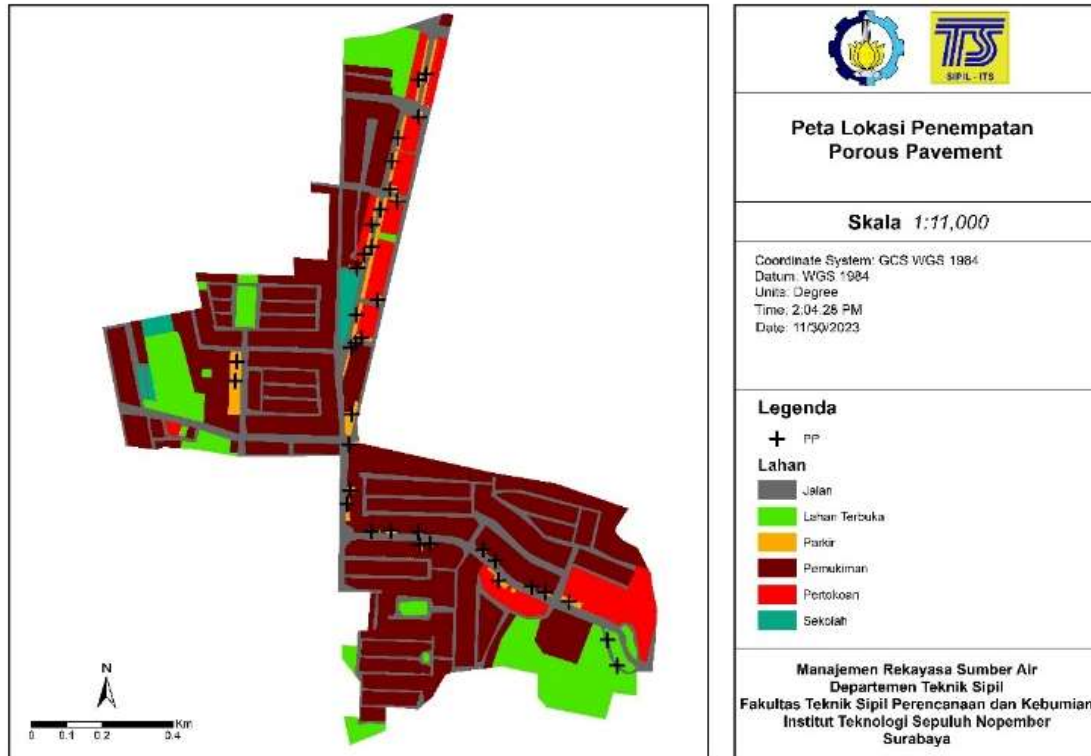 N
Km
0 0.1 0.2 0.4
ITS
SIPIL - ITS
Peta Lokasi Penempatan
Porous Pavement
Skala 1:11,000
Coordinate System: GCS WGS 1984
Datum: WGS 1984
Units: Degree
Time: 2:04:28 PM
Date: 11/30/2023
Legenda
PP
Lahan
Jalan
Lahan Terbuka
Parkir
Pemukiman
Pertokoan
Sekolah
Manajemen Rekayasa Sumber Air
Departemen Teknik Sipil
Fakultas Teknik Sipil Perencanaan dan Kebumian
Institut Teknologi Sepuluh Nopember
Surabaya